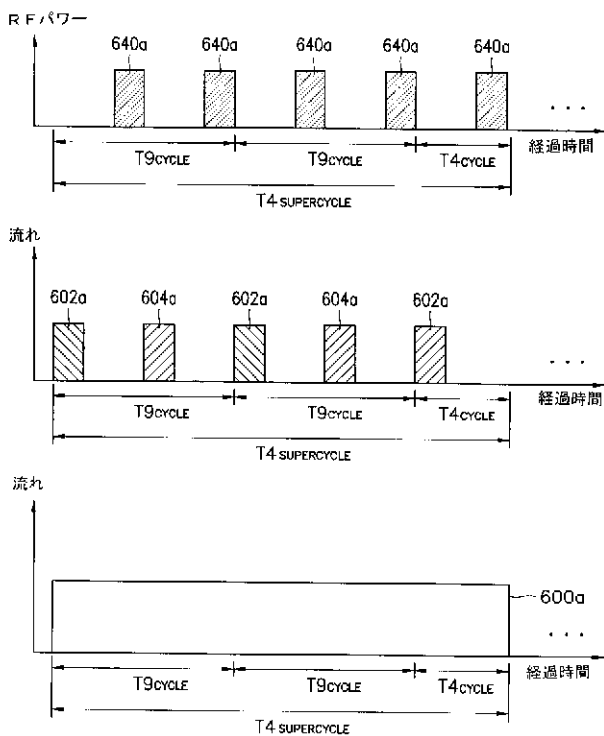 RFパワー
640a 640a 640a 640a 640a
...
経過時間
T9CYCLE T9CYCLE T4CYCLE
T4 SUPERCYCLE
流れ
602a 604a 602a 604a 602a
...
経過時間
T9CYCLE T9CYCLE T4CYCLE
T4 SUPERCYCLE
流れ
600a
...
経過時間
T9CYCLE T9CYCLE T4CYCLE
T4 SUPERCYCLE